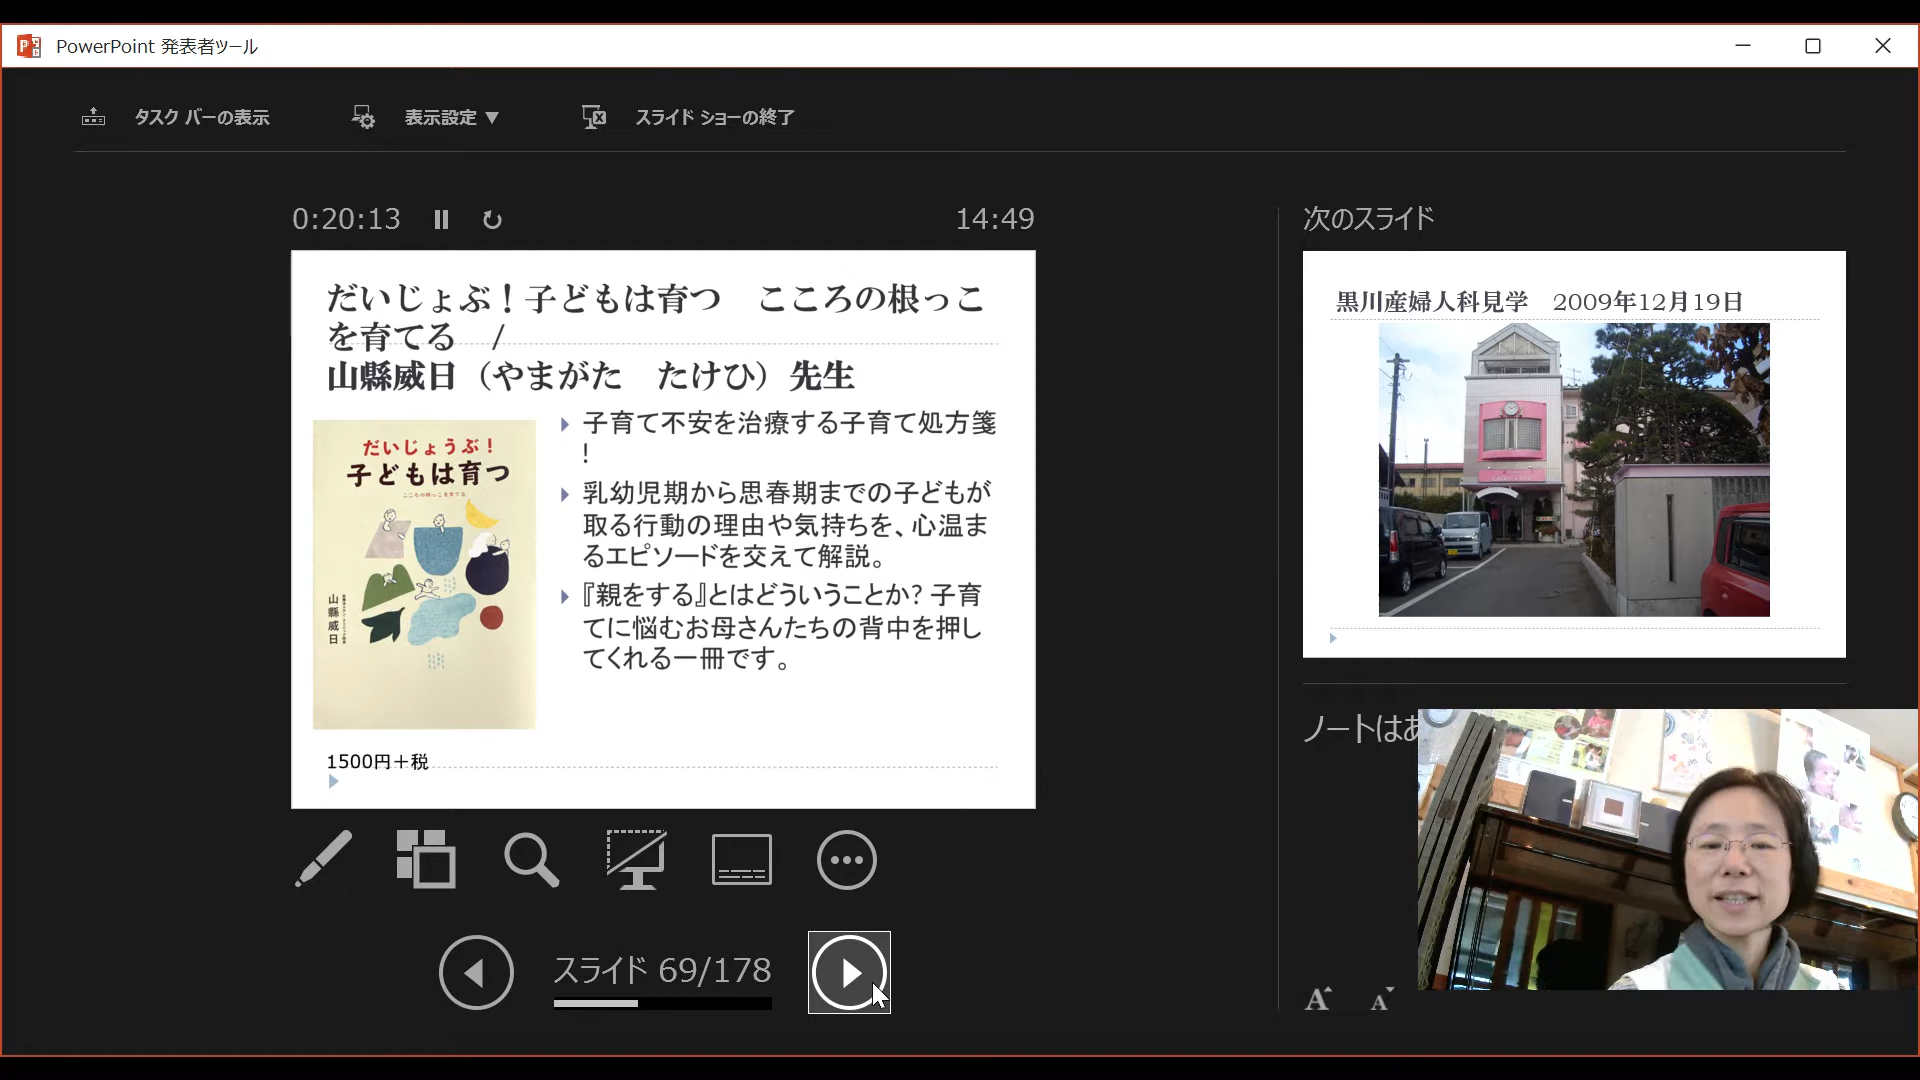 PowerPoint 発表者ツール
タスク バーの表示
表示設定 ▼
スライド ショーの終了
0:20:13
14:49
だいじょぶ！子どもは育つ　こころの根っこ
を育てる　/
山縣威日（やまがた　たけひ）先生
だいじょうぶ！
子どもは育つ
こころの根っこを育てる
山縣威日
子育て不安を治療する子育て処方箋
！
乳幼児期から思春期までの子どもが
取る行動の理由や気持ちを、心温ま
るエピソードを交えて解説。
『親をする』とはどういうことか? 子育
てに悩むお母さんたちの背中を押し
てくれる一冊です。
1500円＋税
スライド 69/178
次のスライド
黒川産婦人科見学　2009年12月19日
ノートはあ
A A